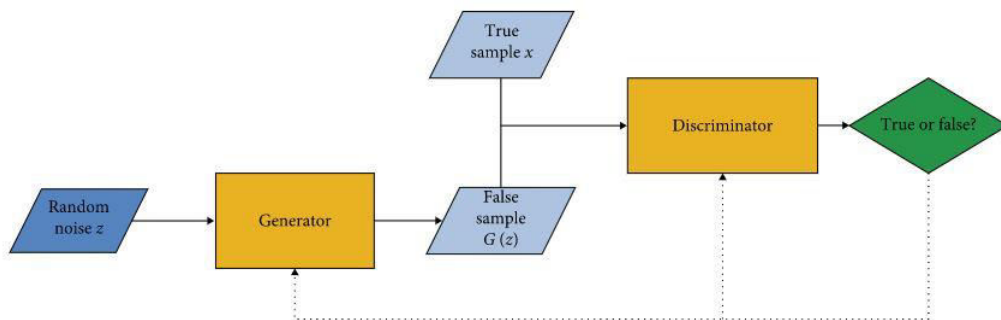 True
sample x
Discriminator
True or false?
Random
noise z
Generator
False
sample
G (z)